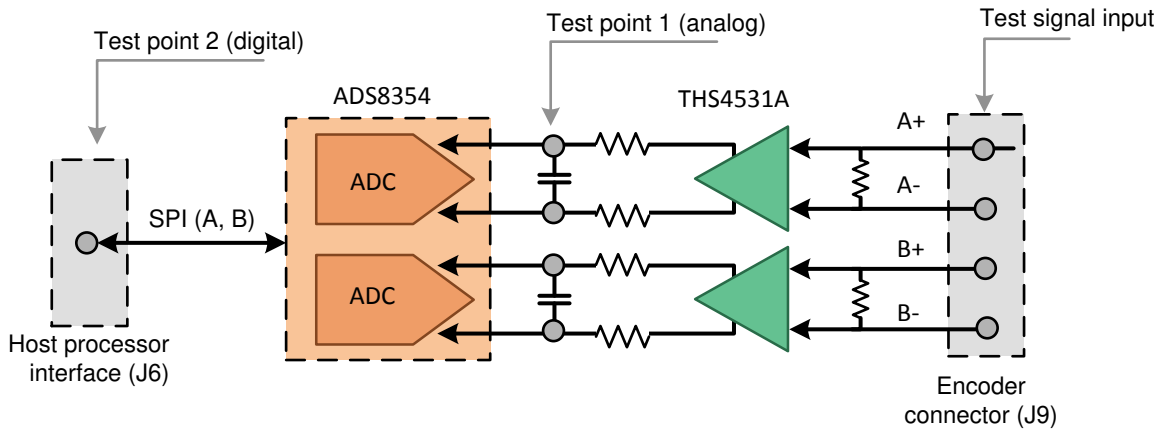 Test point 2 (digital)
Test point 1 (analog)
Test signal input
ADS8354
THS4531A
A+
ADC
A-
SPI (A, B)
B+
ADC
B-
Host processor
interface (J6)
Encoder
connector (J9)